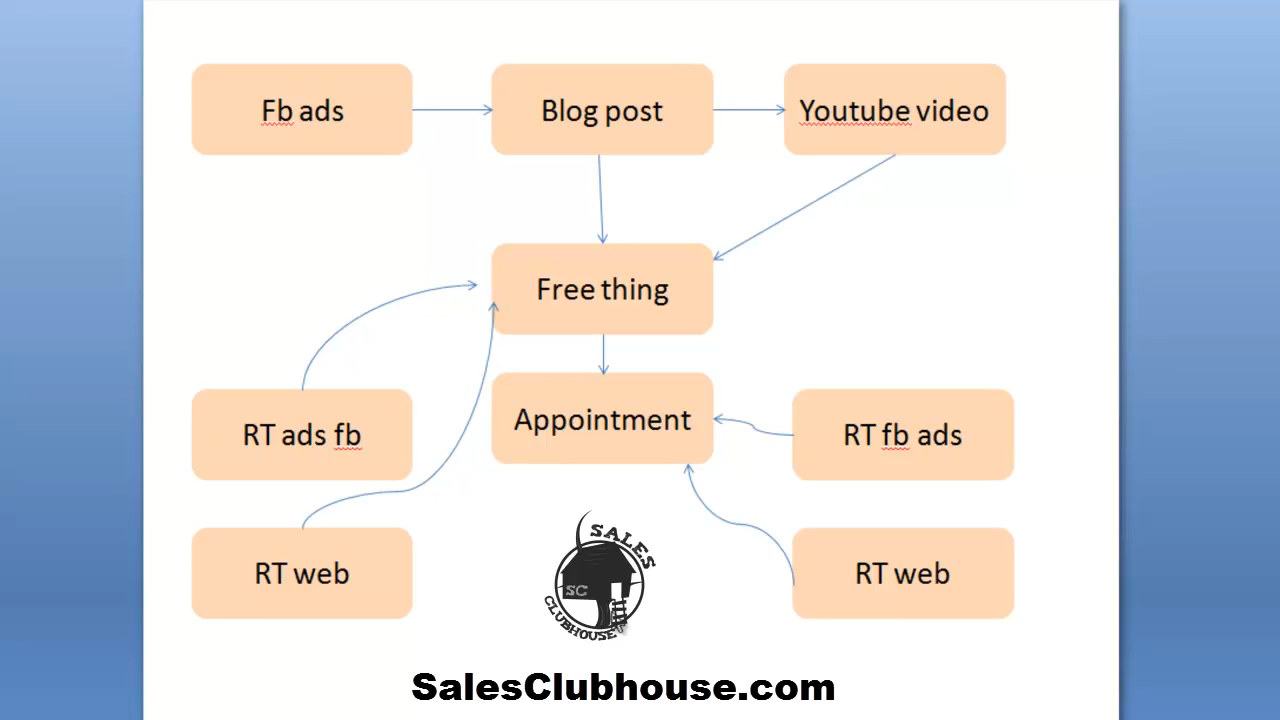 Fb ads
Blog post
Youtube video
Free thing
Appointment
RT ads fb
RT fb ads
RT web
RT web
SALES
SC
CLUBHOUSE
SalesClubhouse.com